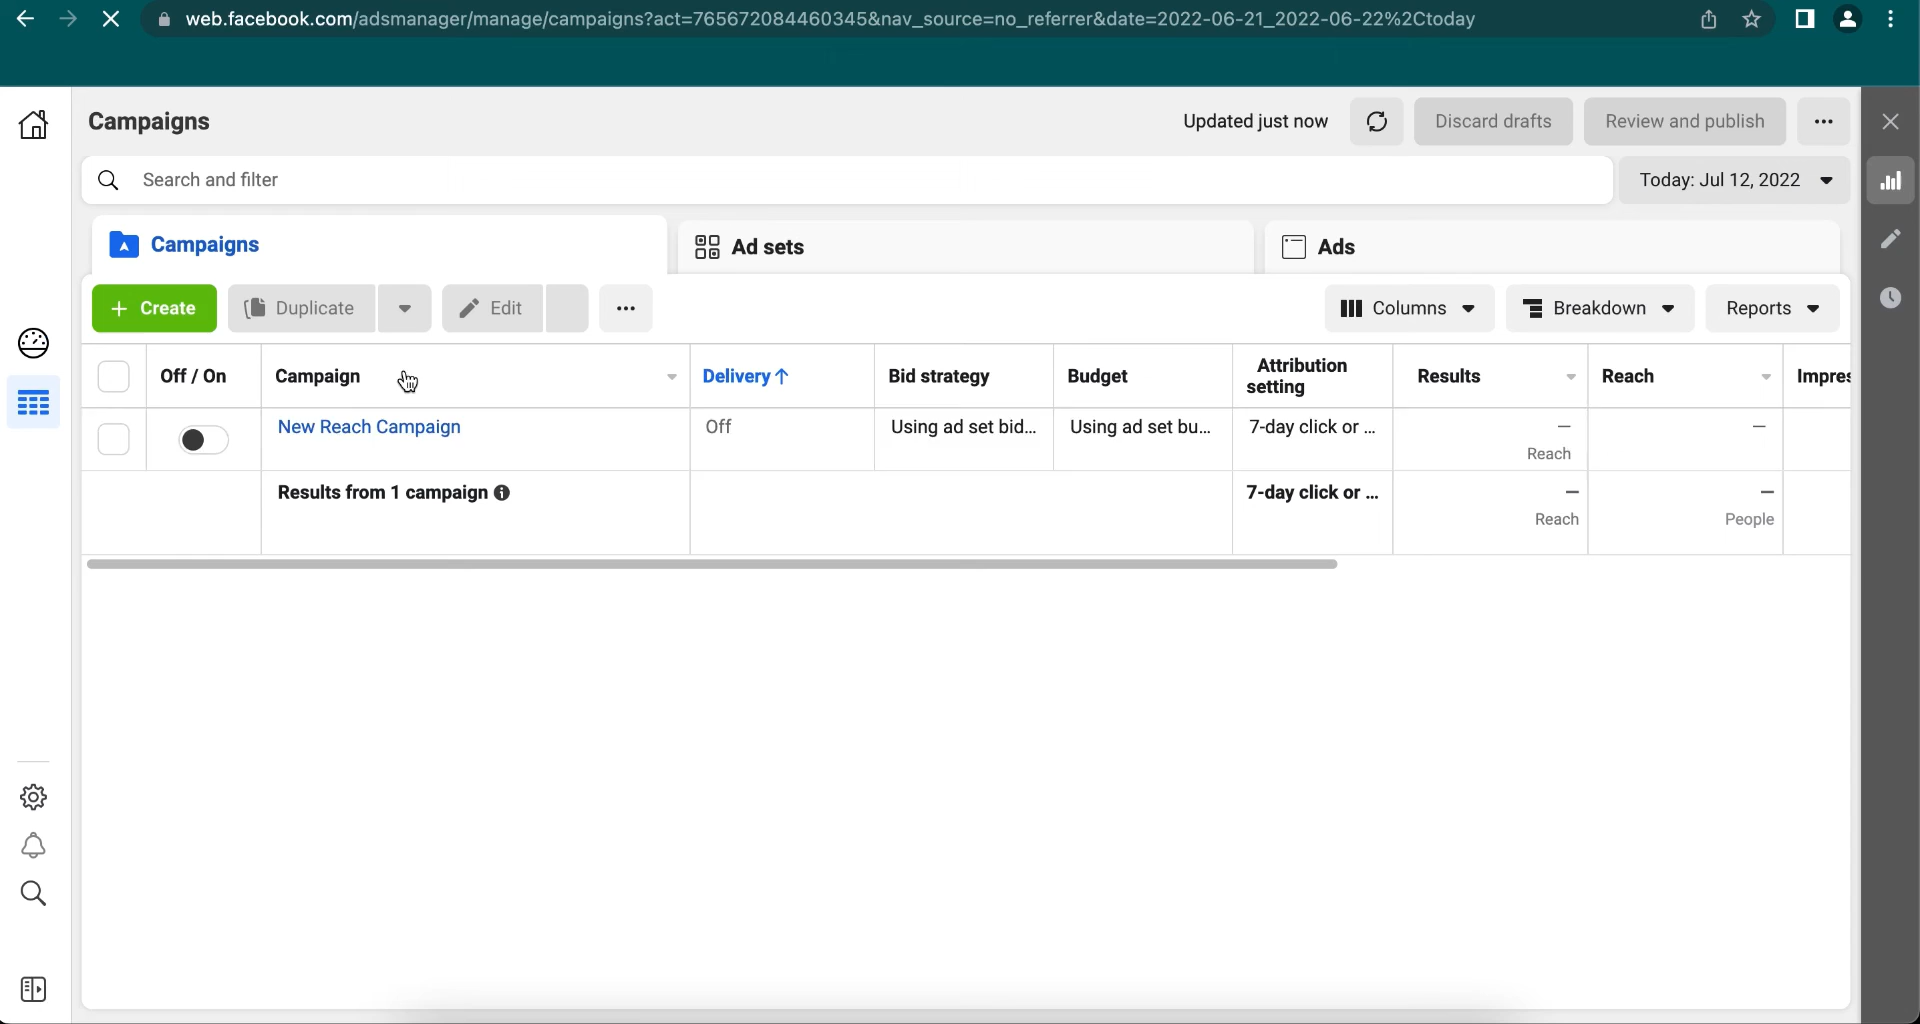 web.facebook.com/adsmanager/manage/campaigns?act=765672084460345&nav_source=no_referrer&date=2022-06-21_2022-06-22%2Ctoday
Campaigns
Updated just now
Discard drafts
Review and publish
Search and filter
Today: Jul 12, 2022
Campaigns
Ad sets
Ads
+ Create
Duplicate
Edit
Columns
Breakdown
Reports
Off / On
Campaign
Delivery ↑
Bid strategy
Budget
Attribution
setting
Results
Reach
Impres
New Reach Campaign
Off
Using ad set bid...
Using ad set bu...
7-day click or ...
—
Reach
—
Results from 1 campaign
7-day click or ...
—
Reach
—
People